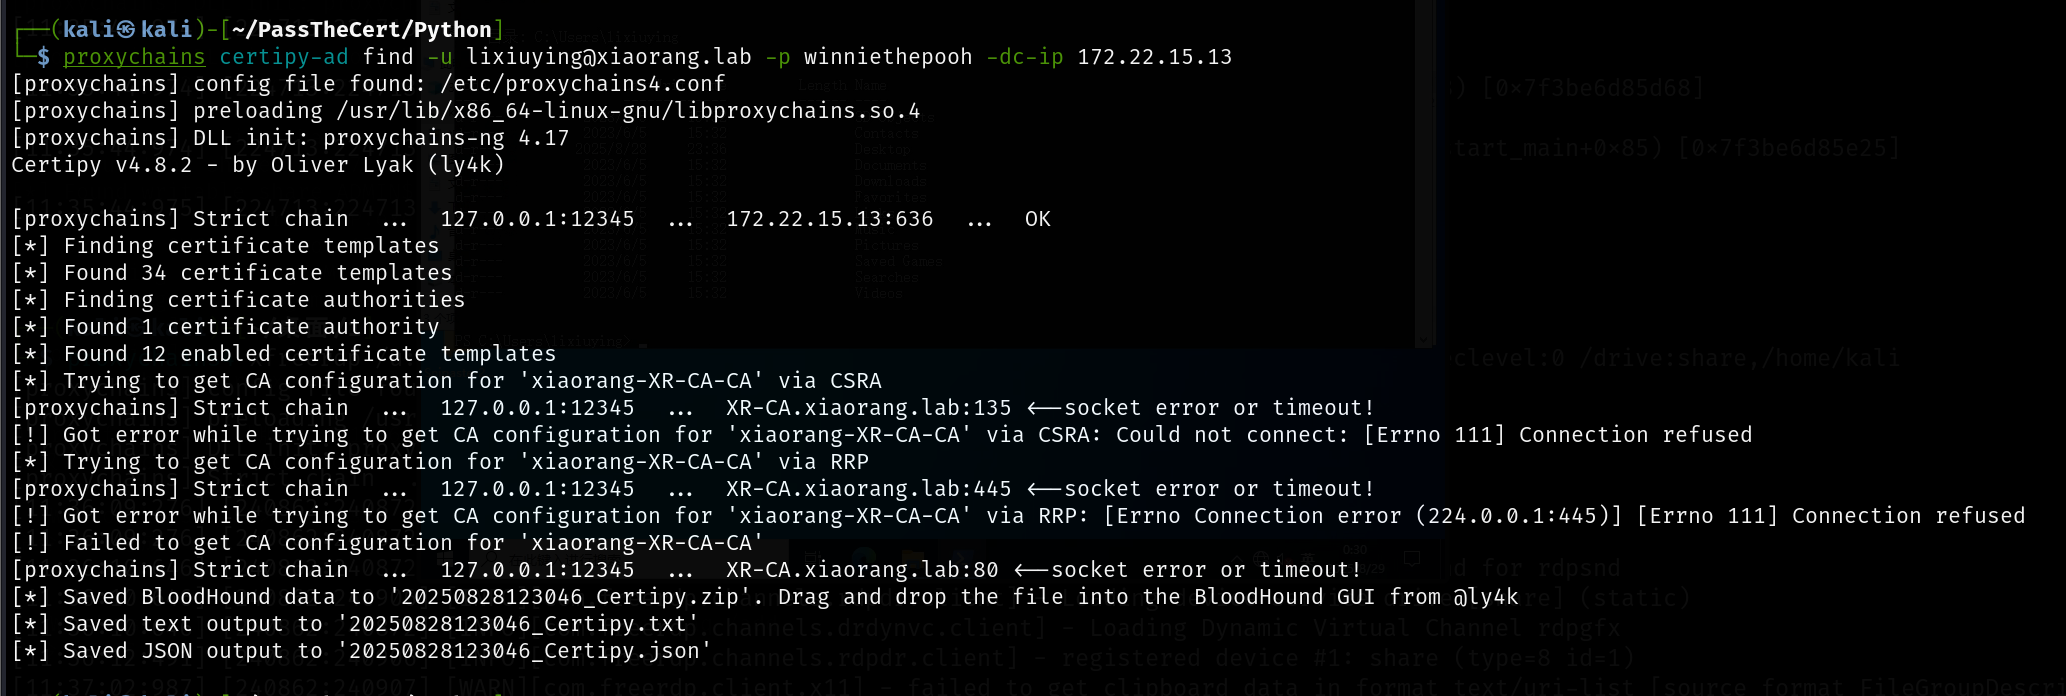 ┌──(kali㉿kali)-[~/PassTheCert/Python]
└─$ proxychains certipy-ad find -u lixiuying@xiaorang.lab -p winniethepooh -dc-ip 172.22.15.13
[proxychains] config file found: /etc/proxychains4.conf
[proxychains] preloading /usr/lib/x86_64-linux-gnu/libproxychains.so.4
[proxychains] DLL init: proxychains-ng 4.17
Certipy v4.8.2 - by Oliver Lyak (ly4k)
[proxychains] Strict chain  ...  127.0.0.1:12345  ...  172.22.15.13:636  ...  OK
[*] Finding certificate templates
[*] Found 34 certificate templates
[*] Finding certificate authorities
[*] Found 1 certificate authority
[*] Found 12 enabled certificate templates
[*] Trying to get CA configuration for 'xiaorang-XR-CA-CA' via CSRA
[proxychains] Strict chain  ...  127.0.0.1:12345  ...  XR-CA.xiaorang.lab:135 <--socket error or timeout!
[!] Got error while trying to get CA configuration for 'xiaorang-XR-CA-CA' via CSRA: Could not connect: [Errno 111] Connection refused
[*] Trying to get CA configuration for 'xiaorang-XR-CA-CA' via RRP
[proxychains] Strict chain  ...  127.0.0.1:12345  ...  XR-CA.xiaorang.lab:445 <--socket error or timeout!
[!] Got error while trying to get CA configuration for 'xiaorang-XR-CA-CA' via RRP: [Errno Connection error (224.0.0.1:445)] [Errno 111] Connection refused
[!] Failed to get CA configuration for 'xiaorang-XR-CA-CA'
[proxychains] Strict chain  ...  127.0.0.1:12345  ...  XR-CA.xiaorang.lab:80 <--socket error or timeout!
[*] Saved BloodHound data to '20250828123046_Certipy.zip'. Drag and drop the file into the BloodHound GUI from @ly4k
[*] Saved text output to '20250828123046_Certipy.txt'
[*] Saved JSON output to '20250828123046_Certipy.json'